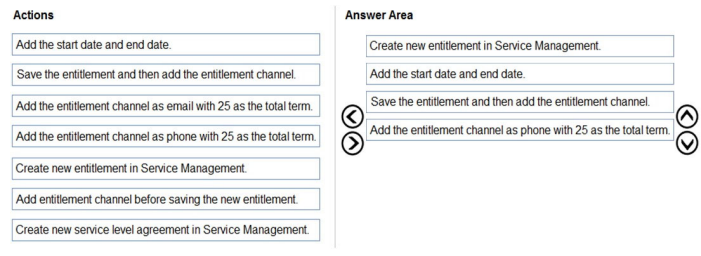 Actions
Add the start date and end date.
Save the entitlement and then add the entitlement channel.
Add the entitlement channel as email with 25 as the total term.
Add the entitlement channel as phone with 25 as the total term.
Create new entitlement in Service Management.
Add entitlement channel before saving the new entitlement.
Create new service level agreement in Service Management.
Answer Area
Create new entitlement in Service Management.
Add the start date and end date.
Save the entitlement and then add the entitlement channel.
Add the entitlement channel as phone with 25 as the total term.